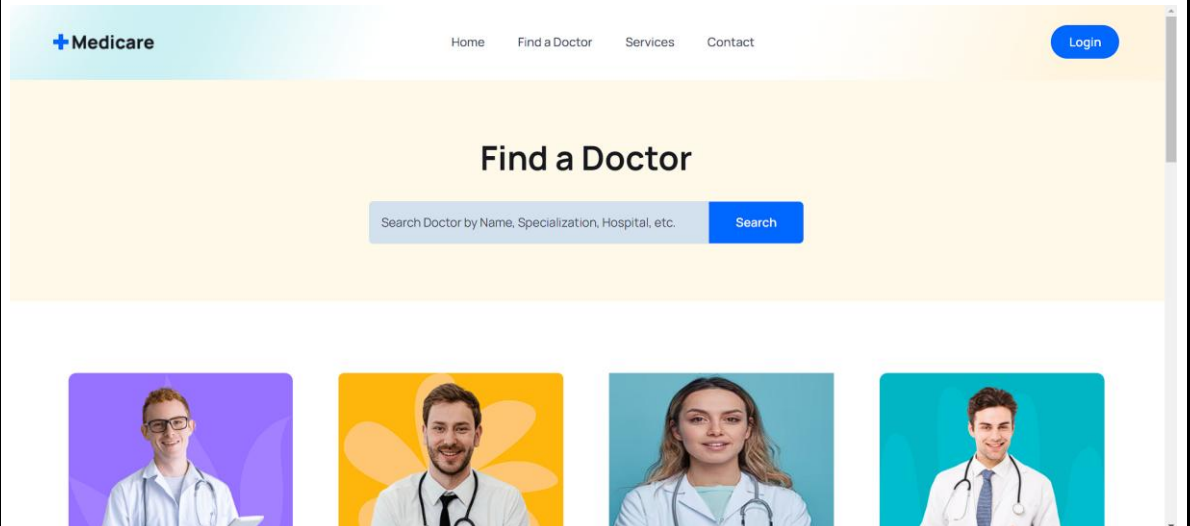 Medicare
Home Find a Doctor Services Contact
Login
Find a Doctor
Search Doctor by Name, Specialization, Hospital, etc.
Search